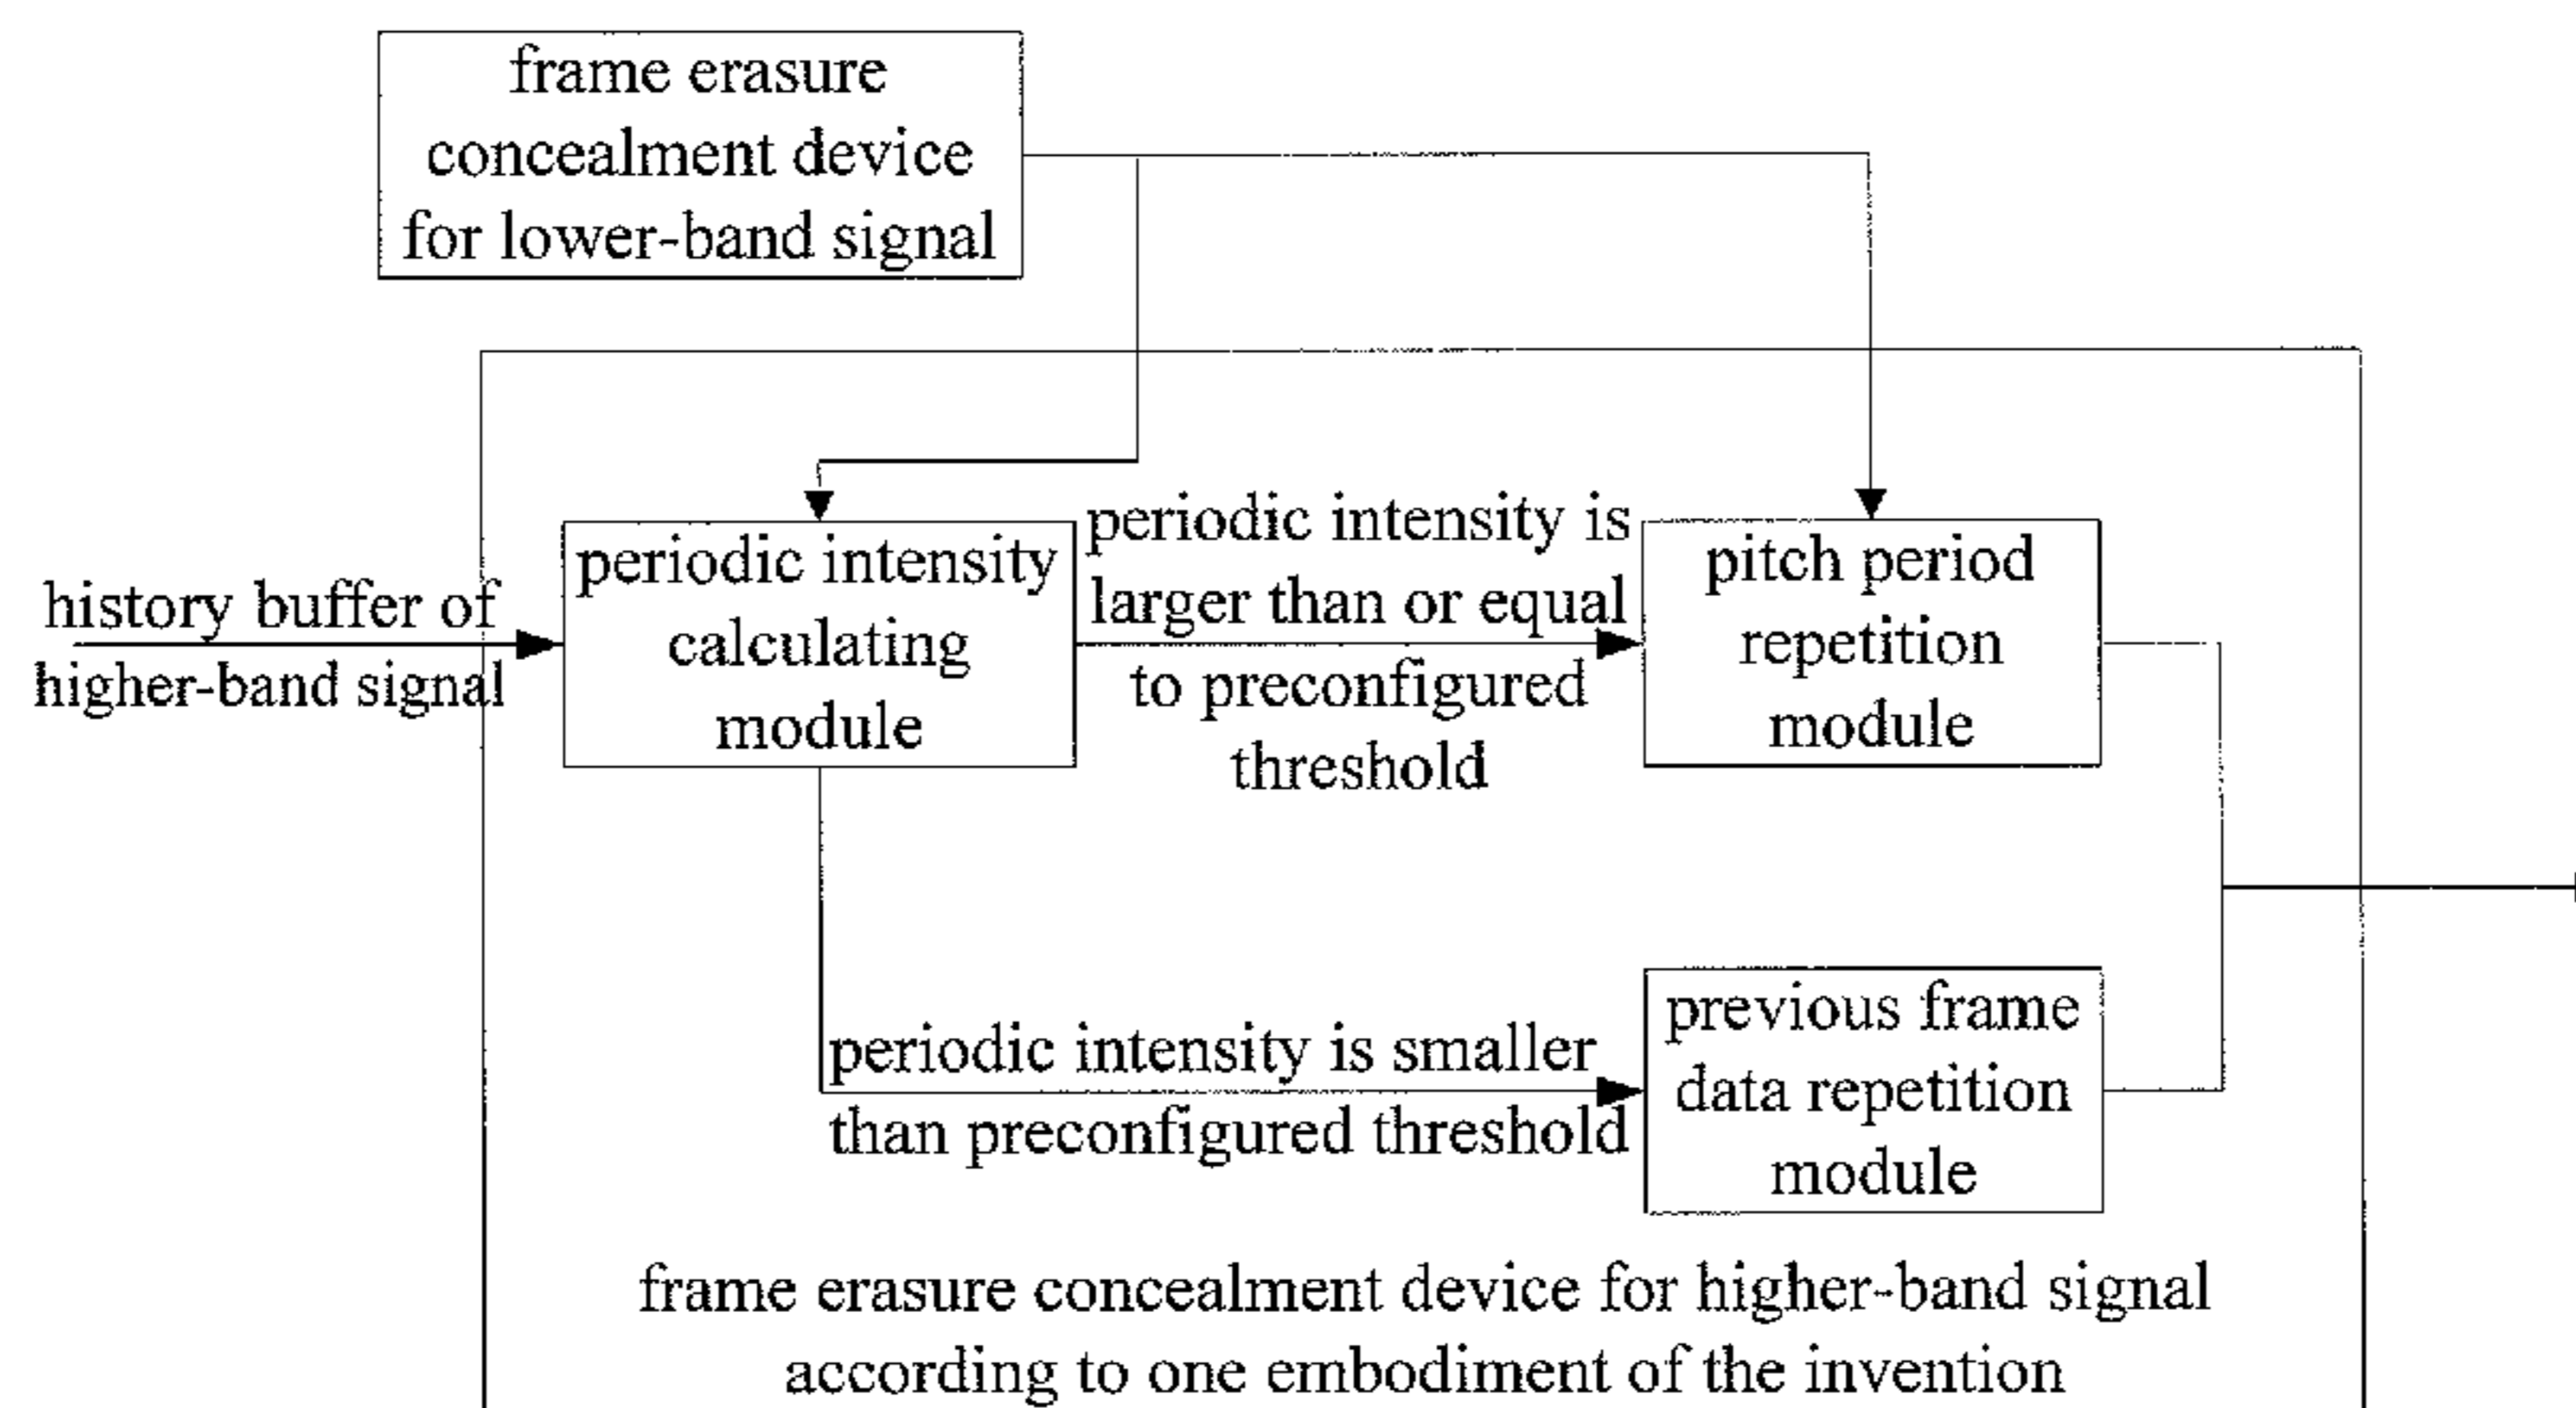 frame erasure
concealment device
for lower-band signal
history buffer of
higher-band signal
periodic intensity
calculating
module
periodic intensity is
larger than or equal
to preconfigured
threshold
pitch period
repetition
module
periodic intensity is smaller
than preconfigured threshold
previous frame
data repetition
module
frame erasure concealment device for higher-band signal
according to one embodiment of the invention